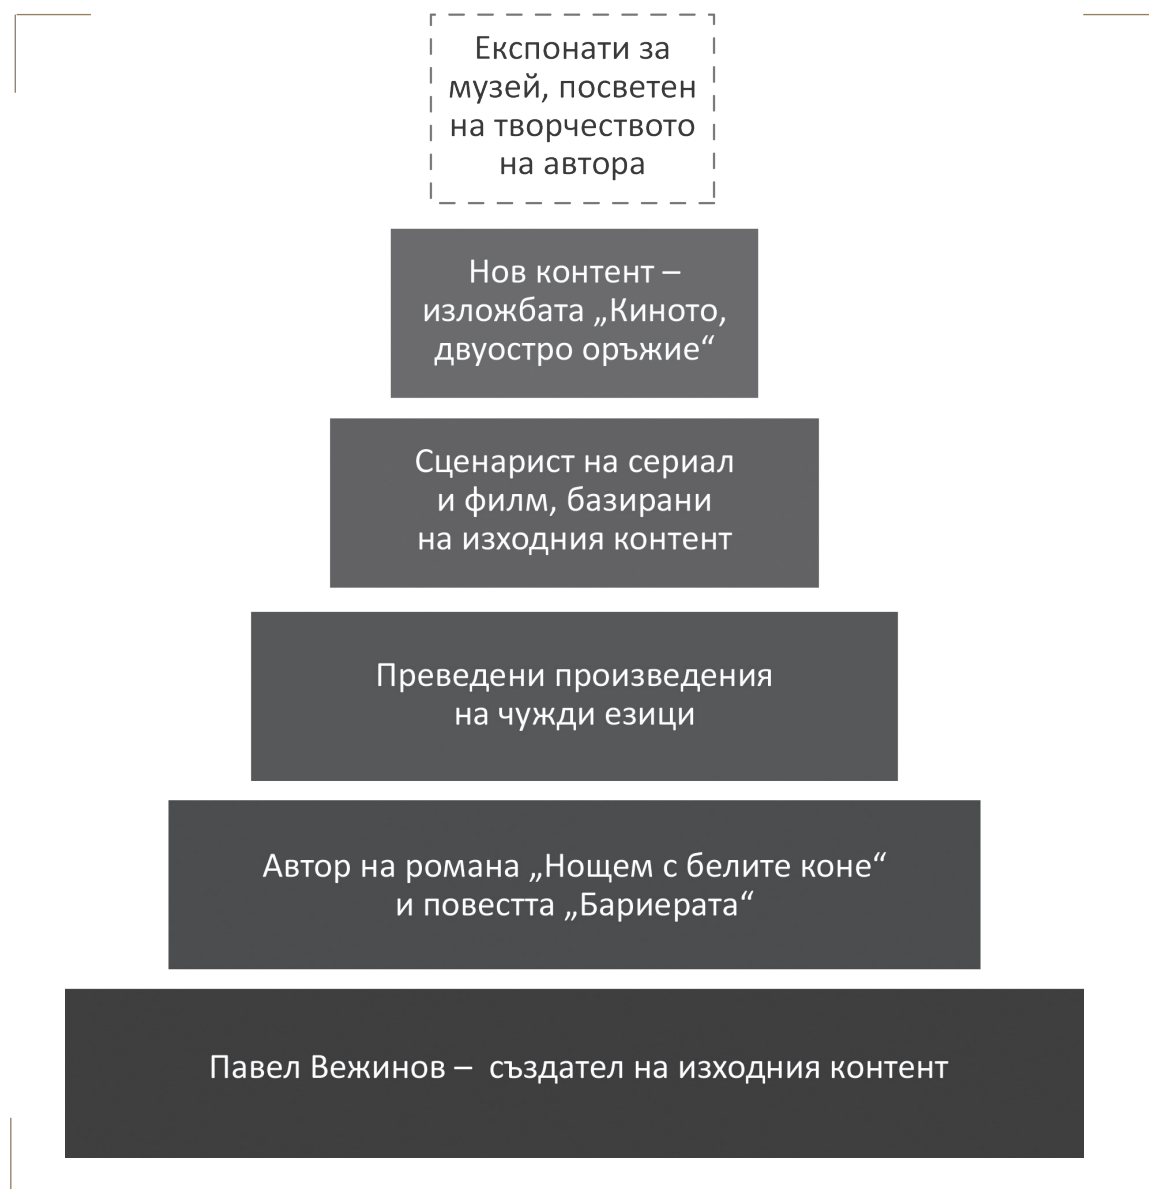 Експонати за
музей, посветен
на творчеството
на автора
Нов контент –
изложбата „Киното,
двуостро оръжие“
Сценарист на сериал
и филм, базирани
на изходния контент
Преведени произведения
на чужди езици
Автор на романа „Нощем с белите коне“
и повестта „Бариерата“
Павел Вежинов – създател на изходния контент